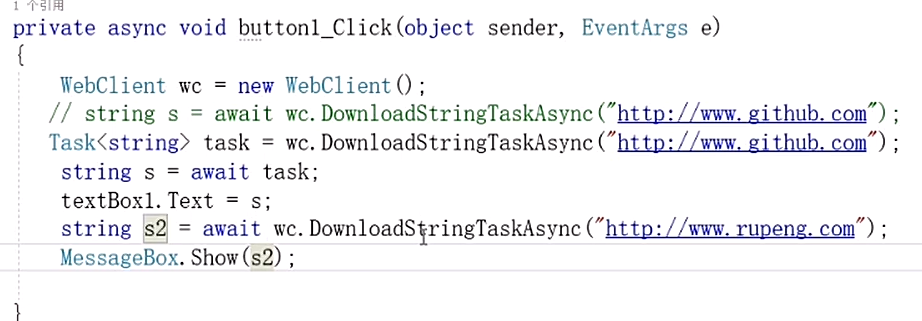 1 个引用
private async void button1_Click(object sender, EventArgs e)
{
WebClient wc = new WebClient();
// string s = await wc.DownloadStringTaskAsync("http://www.github.com");
Task<string> task = wc.DownloadStringTaskAsync("http://www.github.com");
string s = await task;
textBox1.Text = s;
string s2 = await wc.DownloadStringTaskAsync("http://www.rupeng.com");
MessageBox.Show(s2);
}